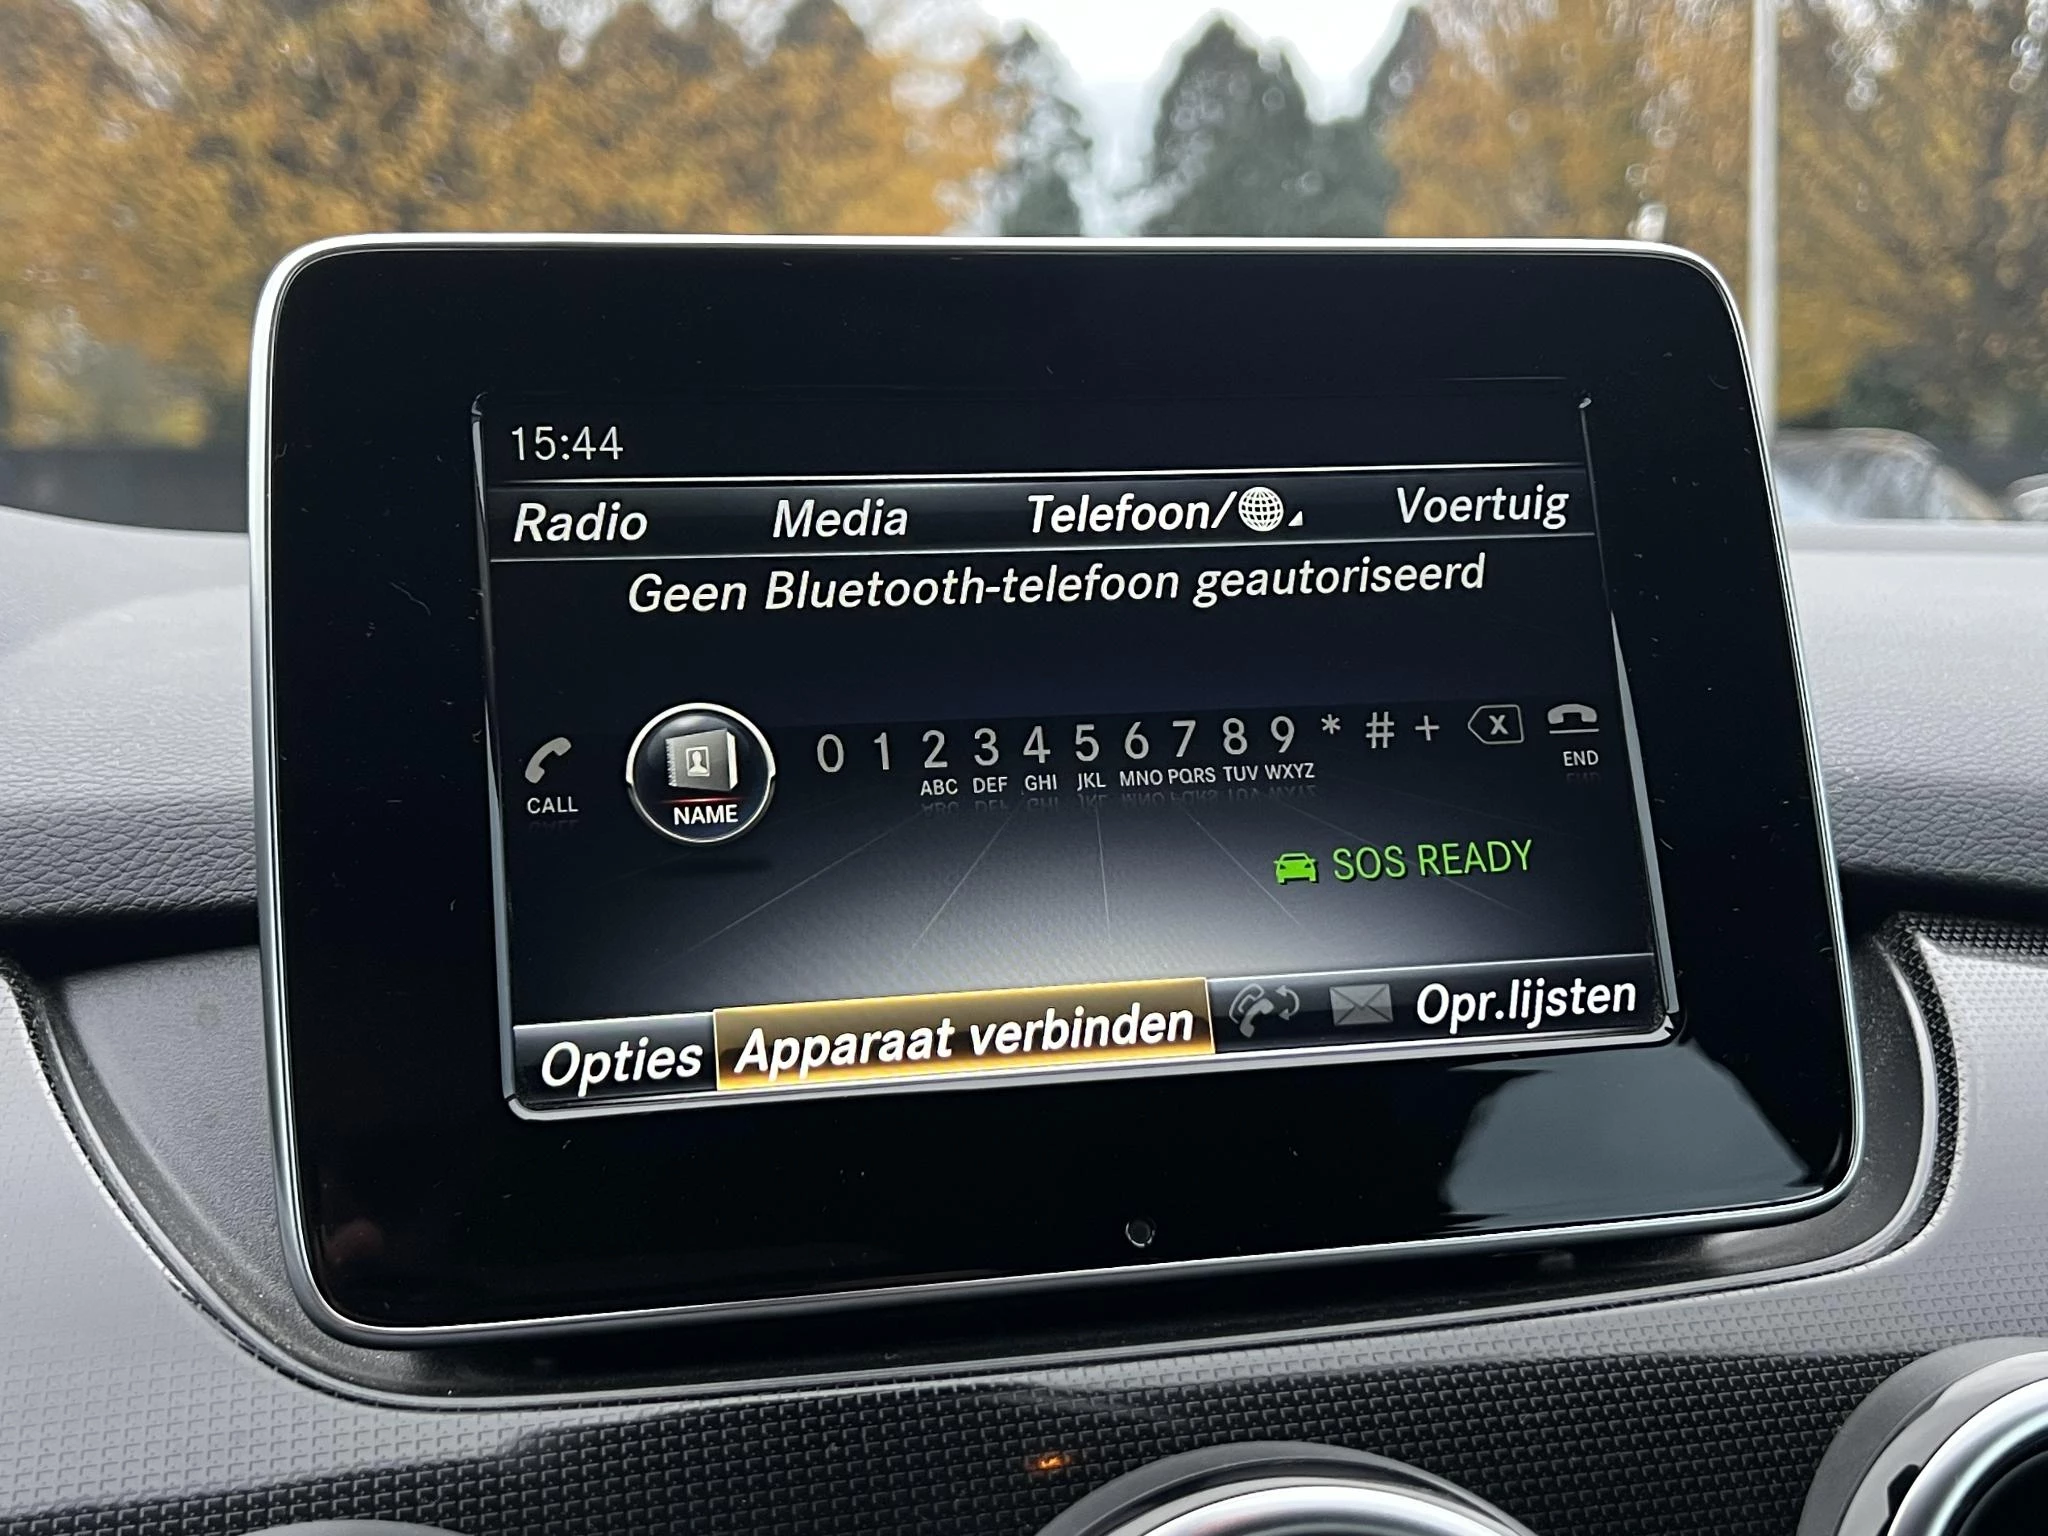 15:44
Radio Media Telefoon/ Voertuig
Geen Bluetooth-telefoon geautoriseerd
CALL NAME 0 1 2 3 4 5 6 7 8 9 * # + X END
ABC DEF GHI JKL MNO PQRS TUV WXYZ
SOS READY
Opties Apparaat verbinden Opr.lijsten